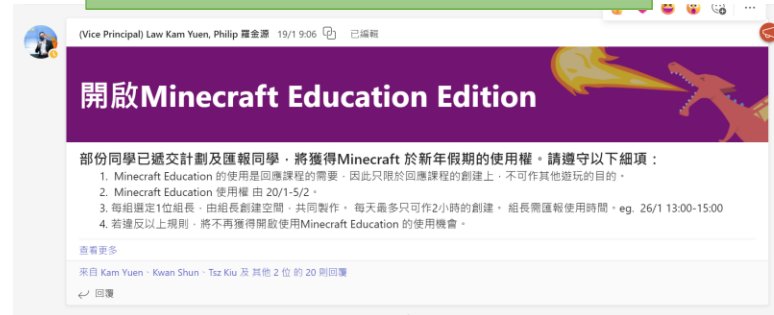 (Vice Principal) Law Kam Yuen, Philip 羅金源 19/1 9:06 已編輯
開啟Minecraft Education Edition
部份同學已遞交計劃及匯報同學，將獲得Minecraft 於新年假期的使用權。請遵守以下細項：
1. Minecraft Education 的使用是回應課程的需要，因此只限於回應課程的創建上，不可作其他遊玩的目的。
2. Minecraft Education 使用權 由 20/1-5/2。
3. 每組選定1位組長，由組長創建空間，共同製作。 每天最多只可作2小時的創建。 組長需匯報使用時間。eg. 26/1 13:00-15:00
4. 若違反以上規則，將不再獲得開啟使用Minecraft Education 的使用機會。
查看更多
來自 Kam Yuen、Kwan Shun、Tsz Kiu 及 其他 2 位 的 20 則回覆
回覆